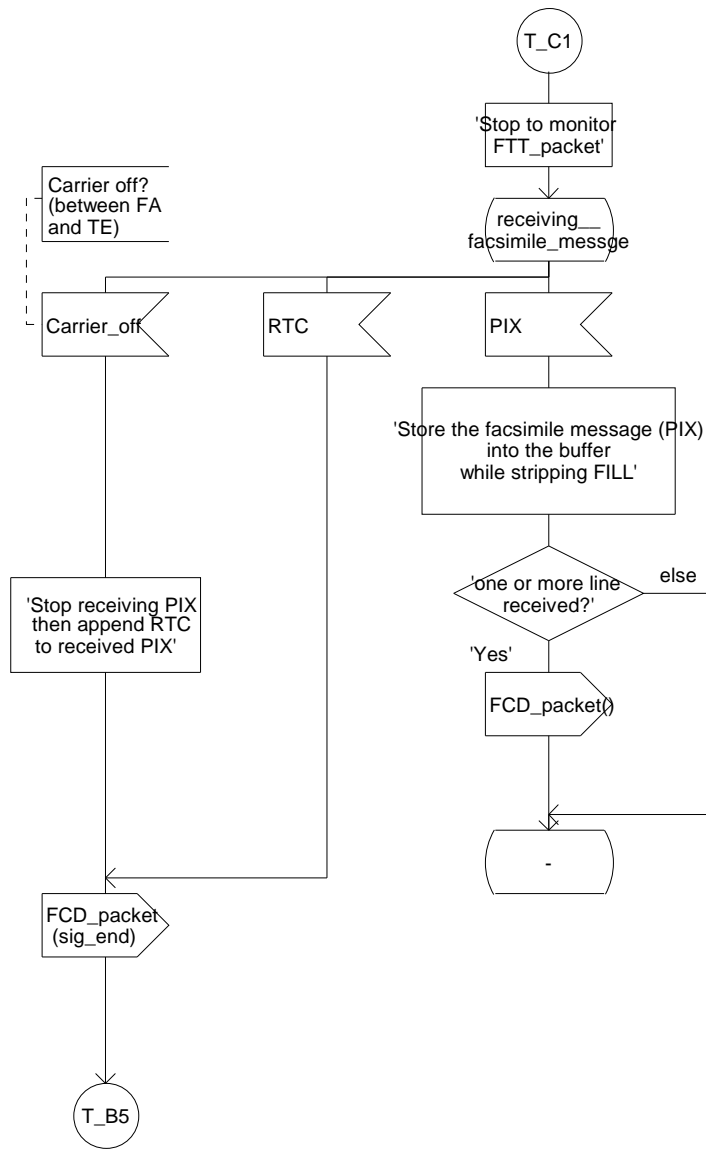 T_C1
'Stop to monitor
FTT_packet'
Carrier off?
(between FA
and TE)
receiving__
facsimile_messge
Carrier_off
RTC
PIX
'Store the facsimile message (PIX)
into the buffer
while stripping FILL'
'one or more line
received?'
else
'Stop receiving PIX
then append RTC
to received PIX'
'Yes'
FCD_packet()
-
FCD_packet
(sig_end)
T_B5